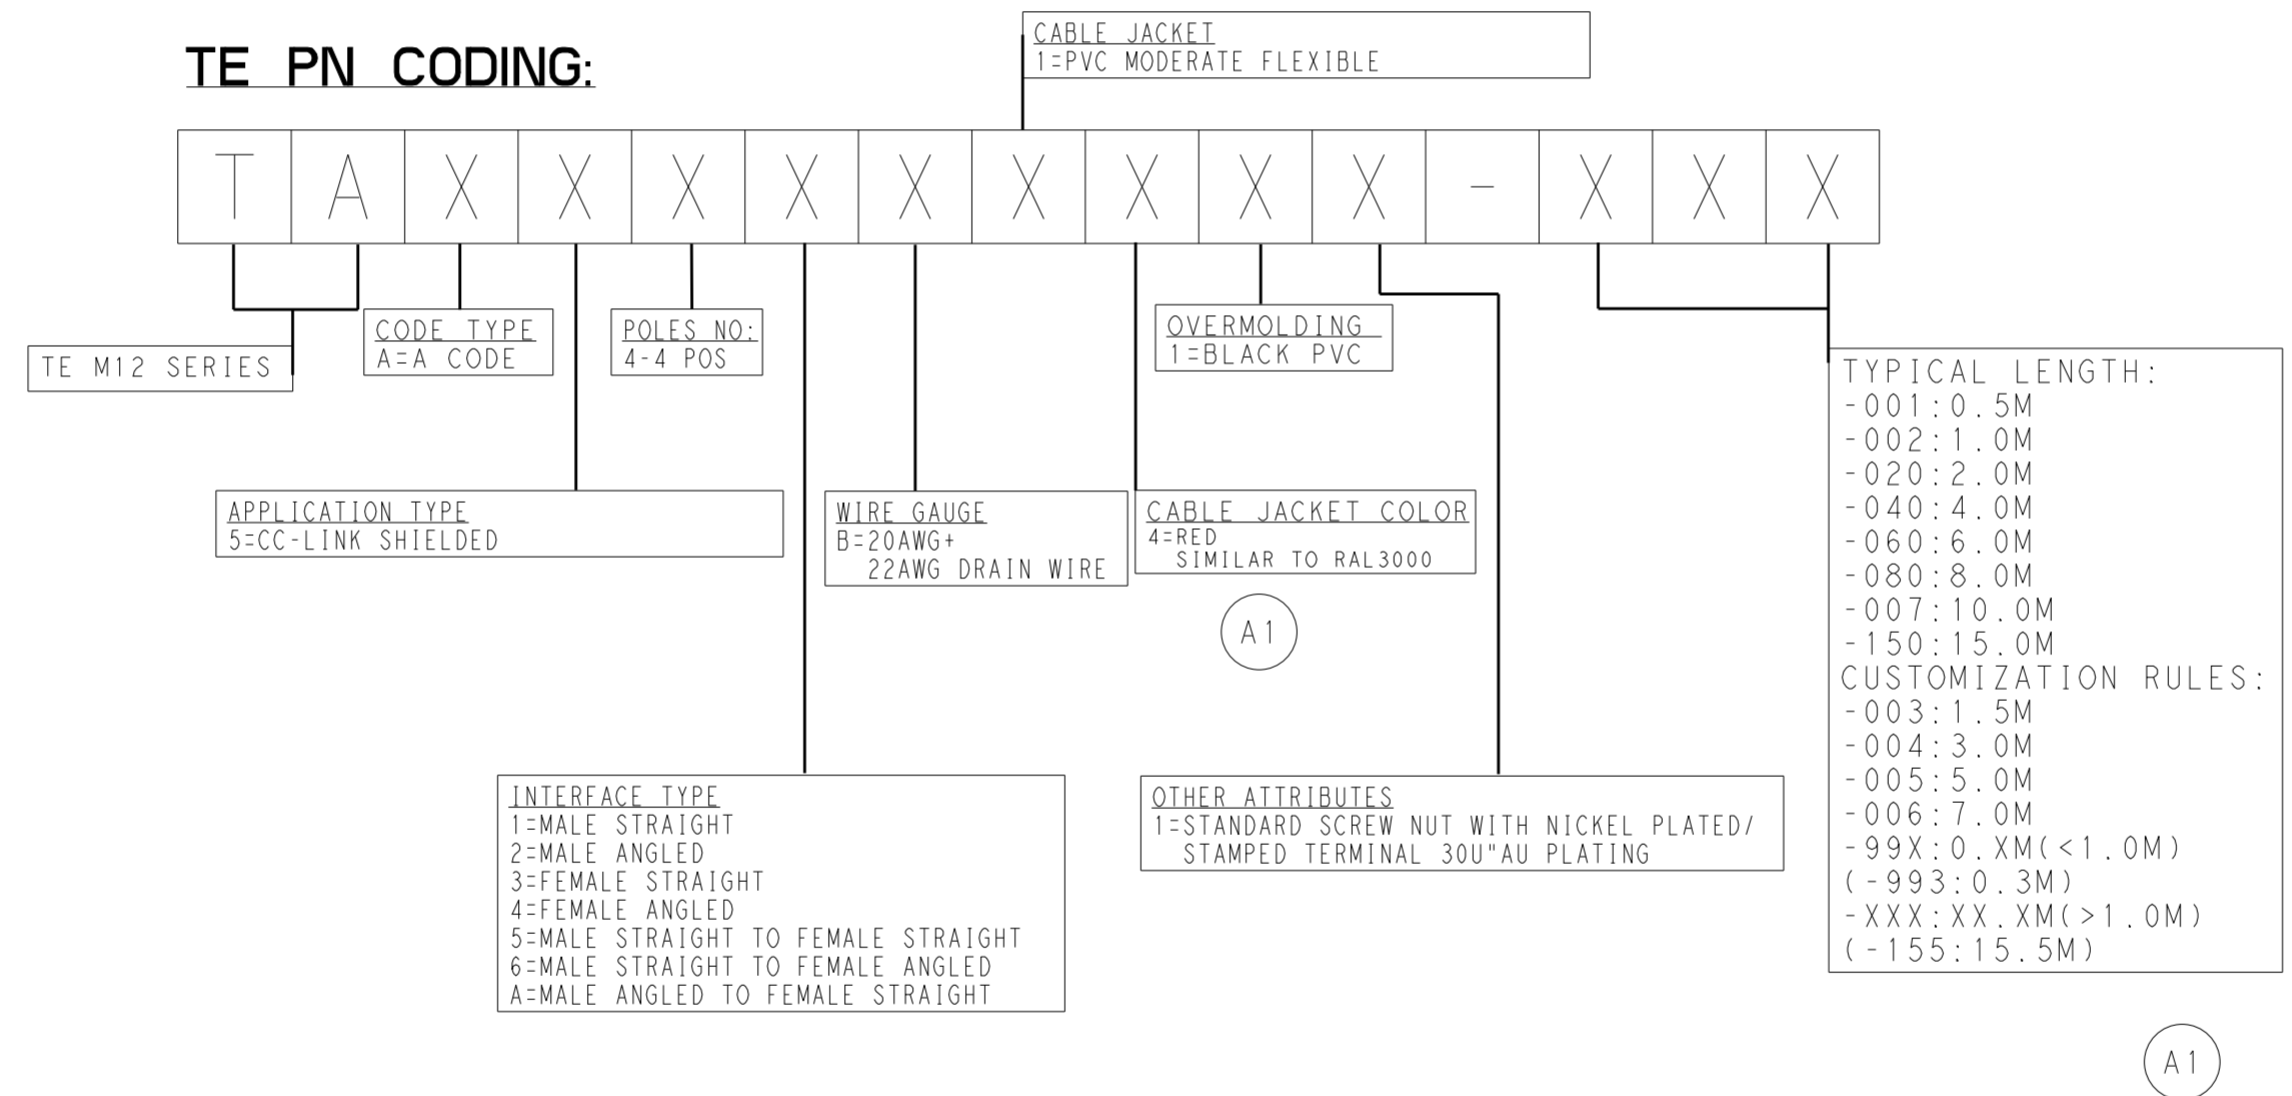 CABLE JACKET
1=PVC MODERATE FLEXIBLE
TE PN CODING:
T A X X X X X X X X X - X X X
TE M12 SERIES
CODE TYPE
A=A CODE
POLES NO:
4-4 POS
OVERMOLDING
1=BLACK PVC
APPLICATION TYPE
5=CC-LINK SHIELDED
WIRE GAUGE
B=20AWG+
22AWG DRAIN WIRE
CABLE JACKET COLOR
4=RED
SIMILAR TO RAL3000
A1
INTERFACE TYPE
1=MALE STRAIGHT
2=MALE ANGLED
3=FEMALE STRAIGHT
4=FEMALE ANGLED
5=MALE STRAIGHT TO FEMALE STRAIGHT
6=MALE STRAIGHT TO FEMALE ANGLED
A=MALE ANGLED TO FEMALE STRAIGHT
OTHER ATTRIBUTES
1=STANDARD SCREW NUT WITH NICKEL PLATED/
STAMPED TERMINAL 30U"AU PLATING
TYPICAL LENGTH:
-001:0.5M
-002:1.0M
-020:2.0M
-040:4.0M
-060:6.0M
-080:8.0M
-007:10.0M
-150:15.0M
CUSTOMIZATION RULES:
-003:1.5M
-004:3.0M
-005:5.0M
-006:7.0M
-99X:0.XM(<1.0M)
(-993:0.3M)
-XXX:XX.XM(>1.0M)
(-155:15.5M)
A1